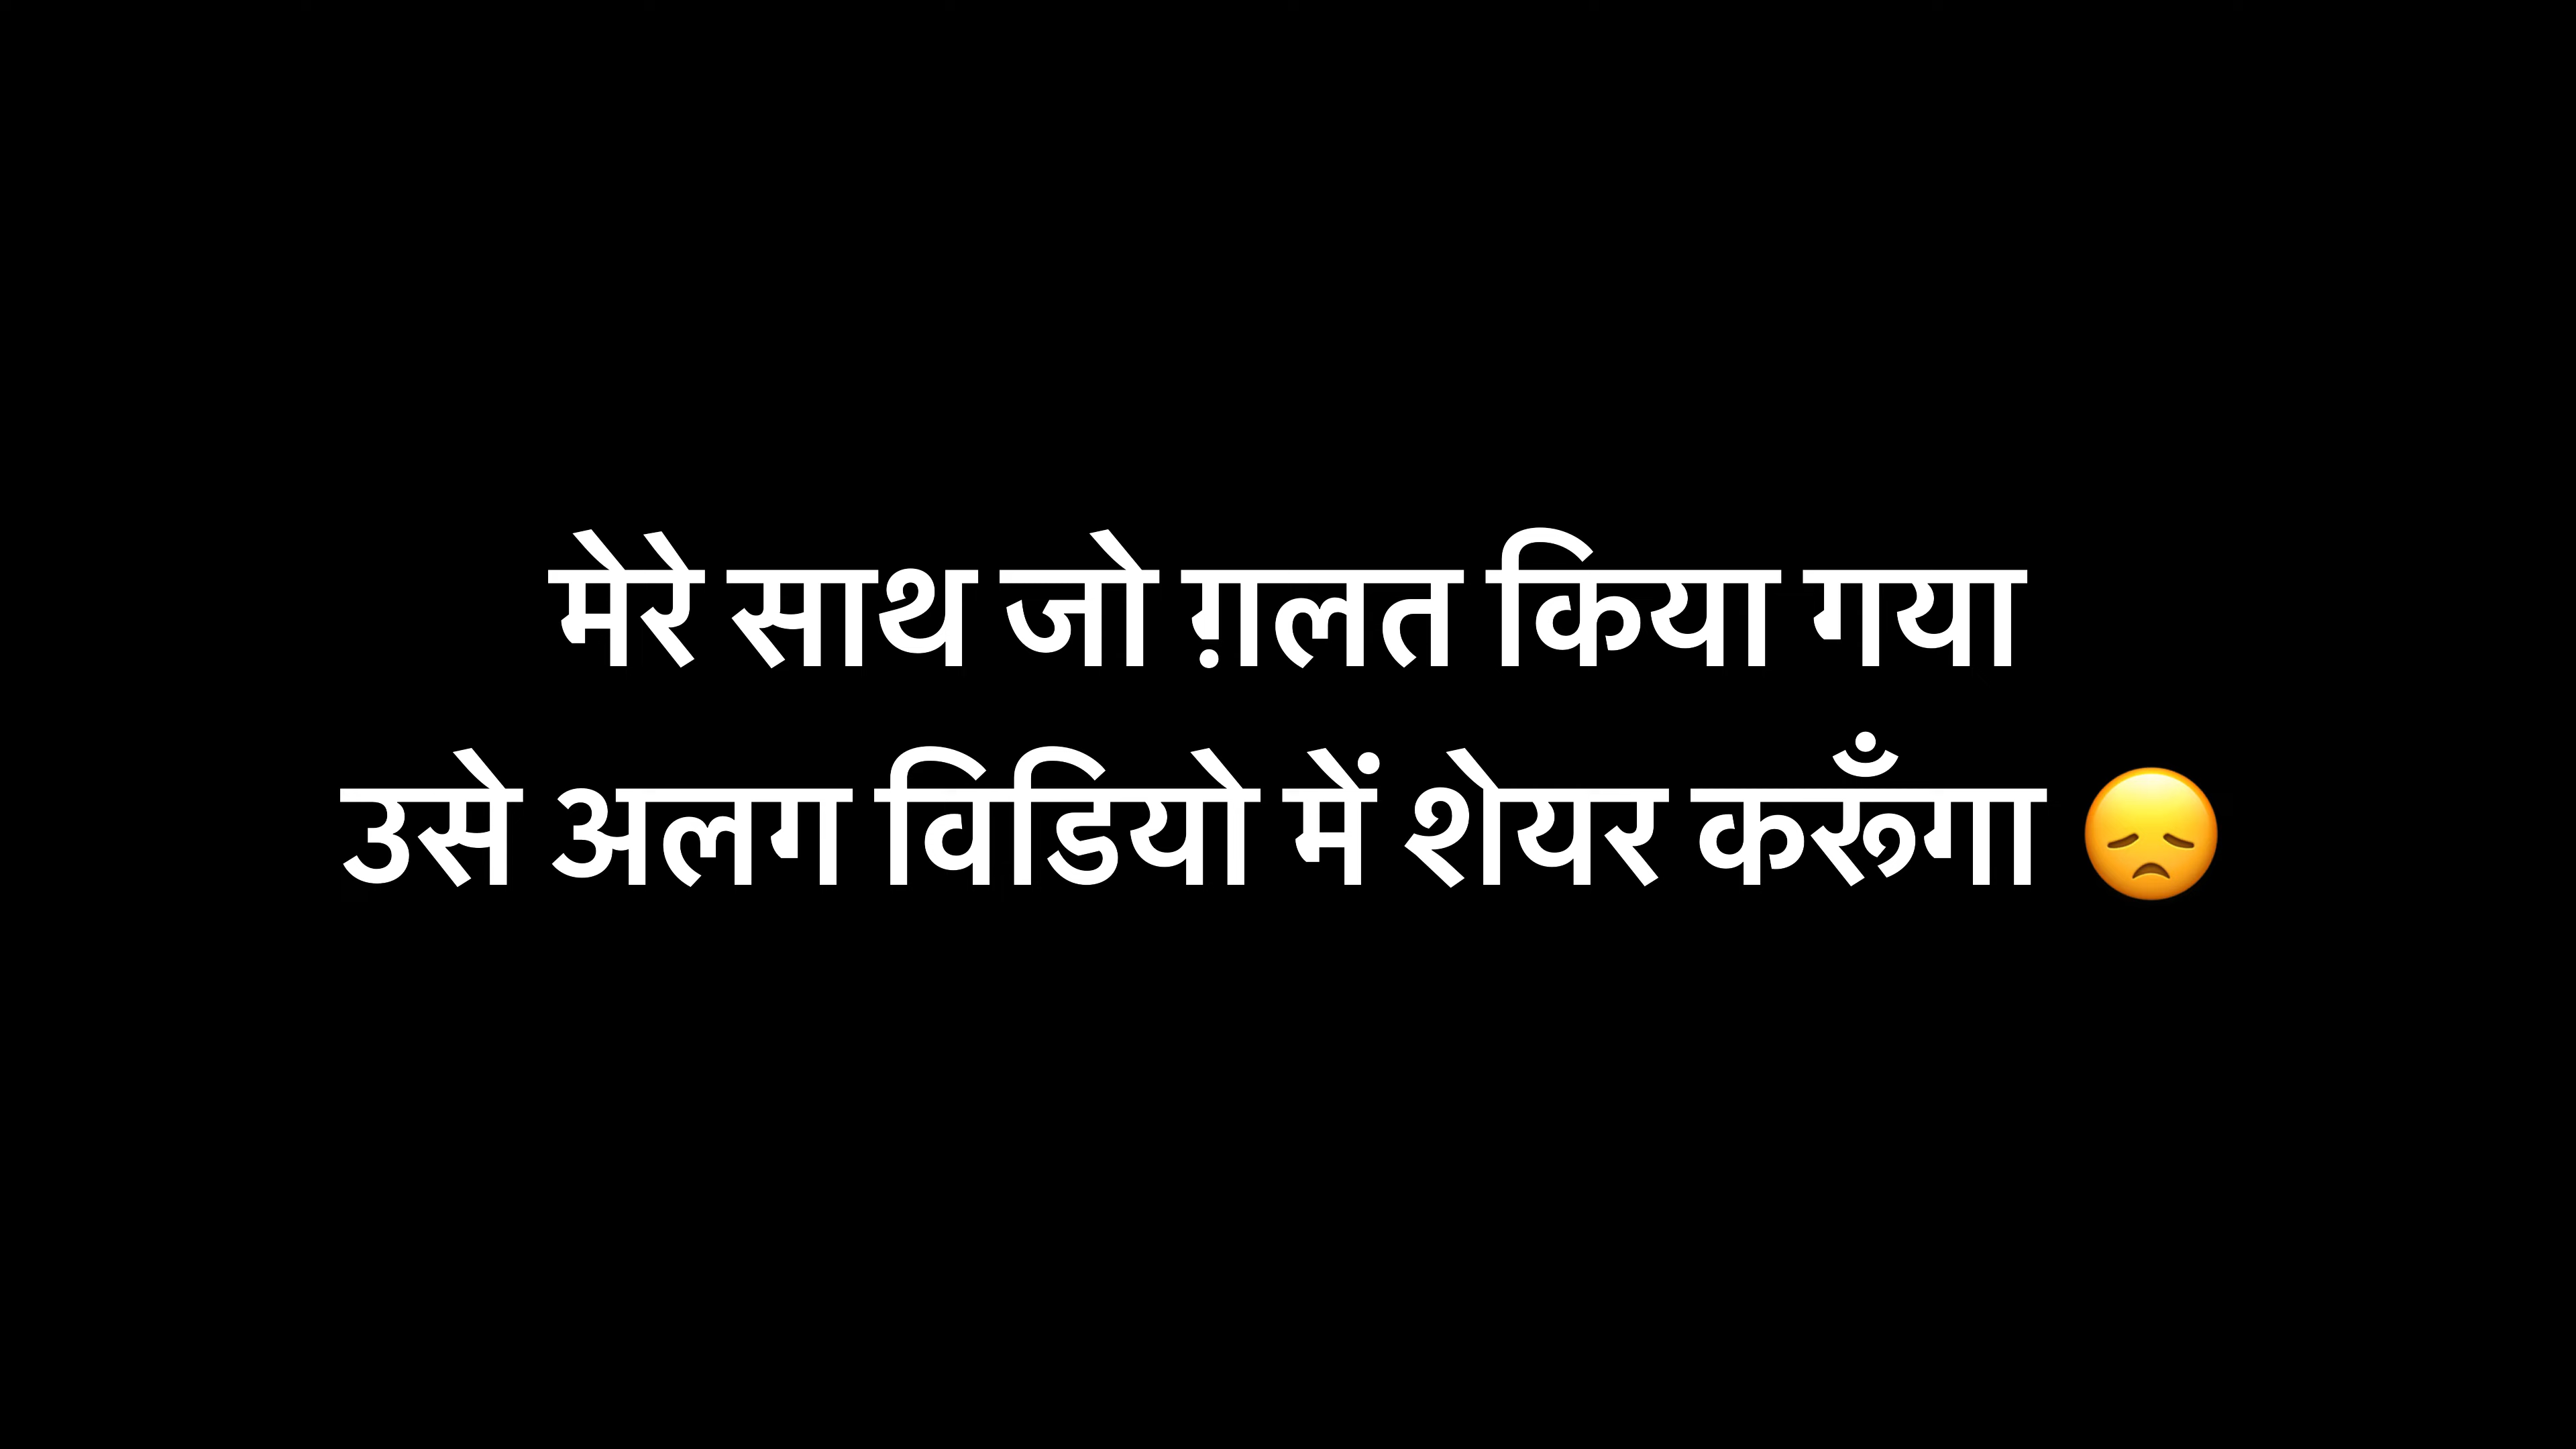 मेरे साथ जो ग़लत किया गया
उसे अलग विडियो में शेयर करूँगा 😞